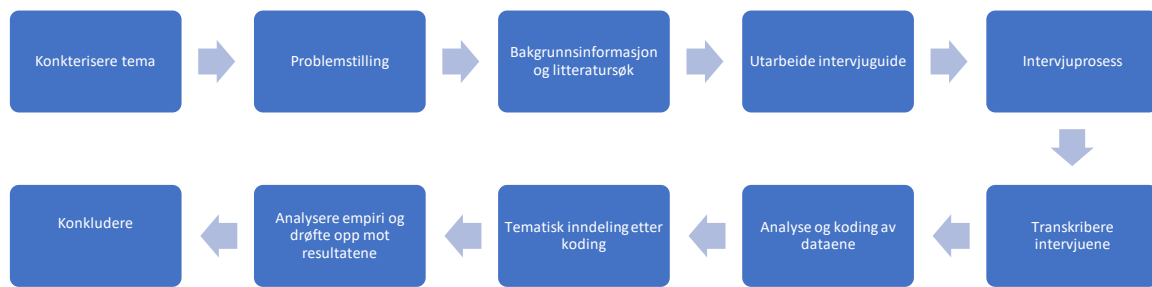 Konkterisere tema
Problemstilling
Bakgrunnsinformasjon
og litteratursøk
Utarbeide intervjuguide
Intervjuprosess
Transkribere
intervjuene
Analyse og koding av
dataene
Tematisk inndeling etter
koding
Analysere empiri og
drøfte opp mot
resultatene
Konkludere